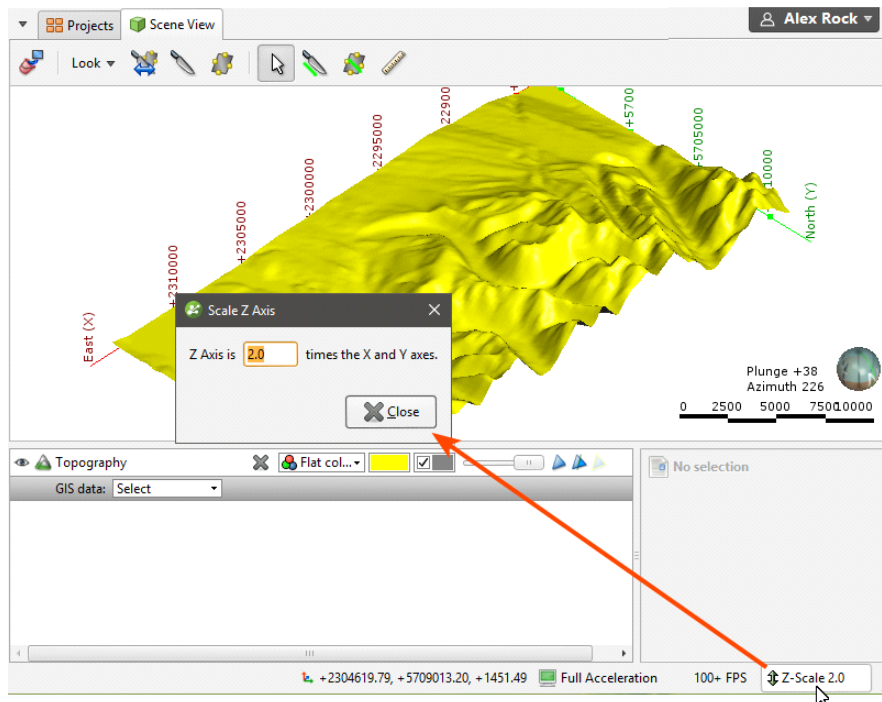 Projects
Scene View
Alex Rock
Look
+5700
22900
+5705000
2295000
10000
+2300000
North (Y)
+2305000
+2310000
East (X)
Scale Z Axis
Z Axis is 2.0 times the X and Y axes.
Close
Plunge +38
Azimuth 226
0 2500 5000 7500 10000
Topography
Flat col...
No selection
GIS data: Select
+2304619.79, +5709013.20, +1451.49
Full Acceleration
100+ FPS
Z-Scale 2.0